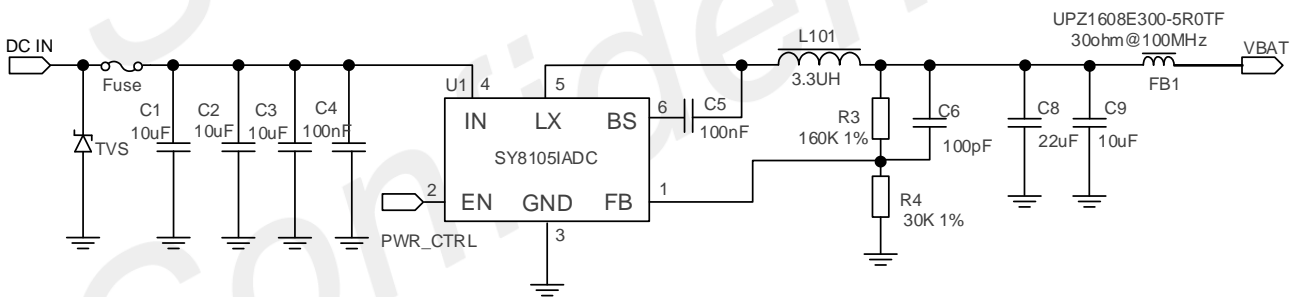 UPZ1608E300-5R0TF
30ohm@100MHz
DC IN
L101
VBAT
Fuse
3.3UH
FB1
U1
4
5
C1
10uF
C2
10uF
C3
10uF
C4
100nF
IN
LX
BS
6
C5
100nF
R3
160K 1%
C6
100pF
C8
22uF
C9
10uF
TVS
SY8105IADC
2
EN
GND
FB
1
R4
30K 1%
PWR_CTRL
3